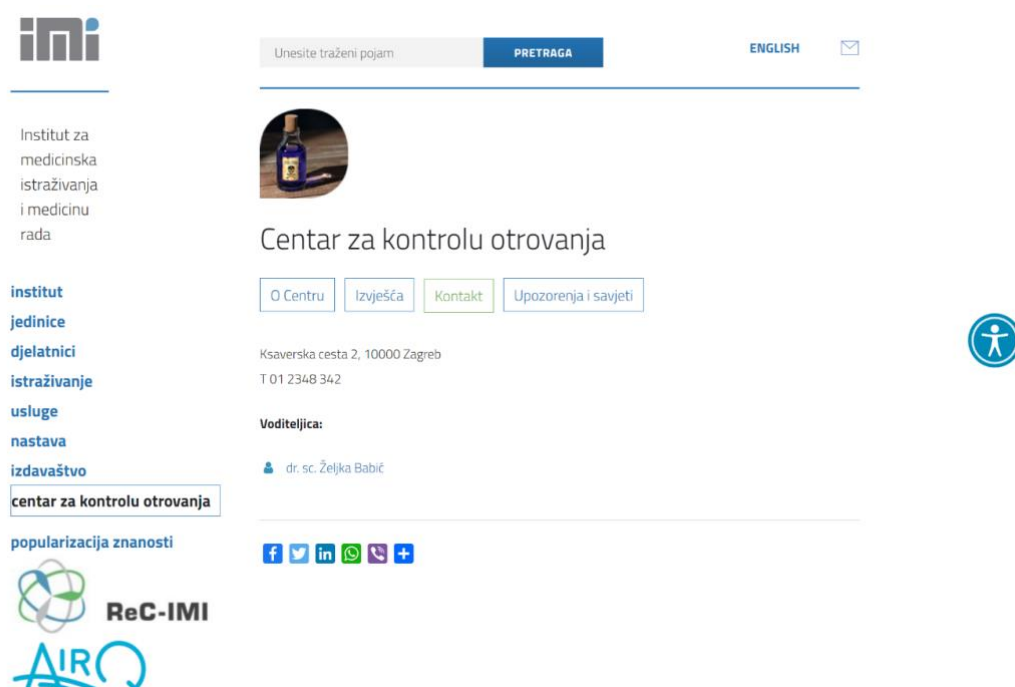 imi
Unesite traženi pojam
PRETRAGA
ENGLISH
Institut za
medicinska
istraživanja
i medicinu
rada
institut
jedinice
djelatnici
istraživanje
usluge
nastava
izdavaštvo
centar za kontrolu otrovanja
popularizacija znanosti
ReC-IMI
AIRQ
Centar za kontrolu otrovanja
O Centru
Izvješća
Kontakt
Upozorenja i savjeti
Ksaverska cesta 2, 10000 Zagreb
T 01 2348 342
Voditeljica:
dr. sc. Željka Babić